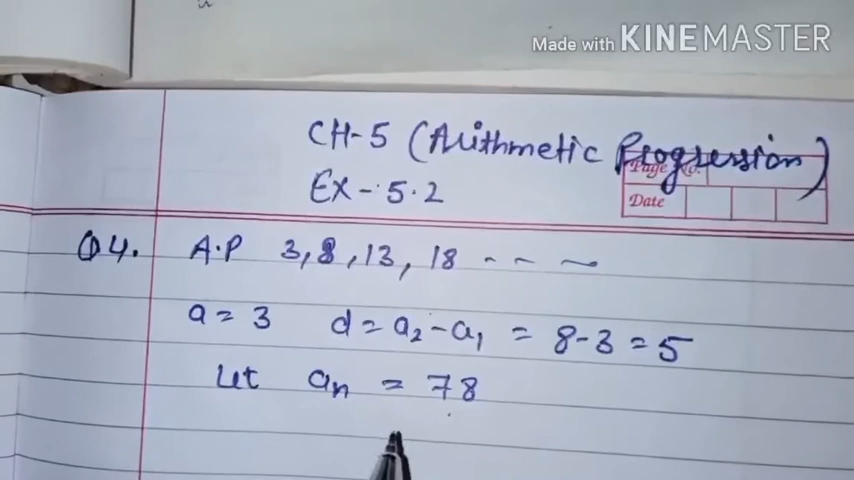 Made with KINEMASTER
CH-5 (Arithmetic Progression)
Page No.
EX-5.2
Date
Q4. A.P 3, 8, 13, 18 - - -
a = 3 d = a₂ - a₁ = 8 - 3 = 5
Let aₙ = 78